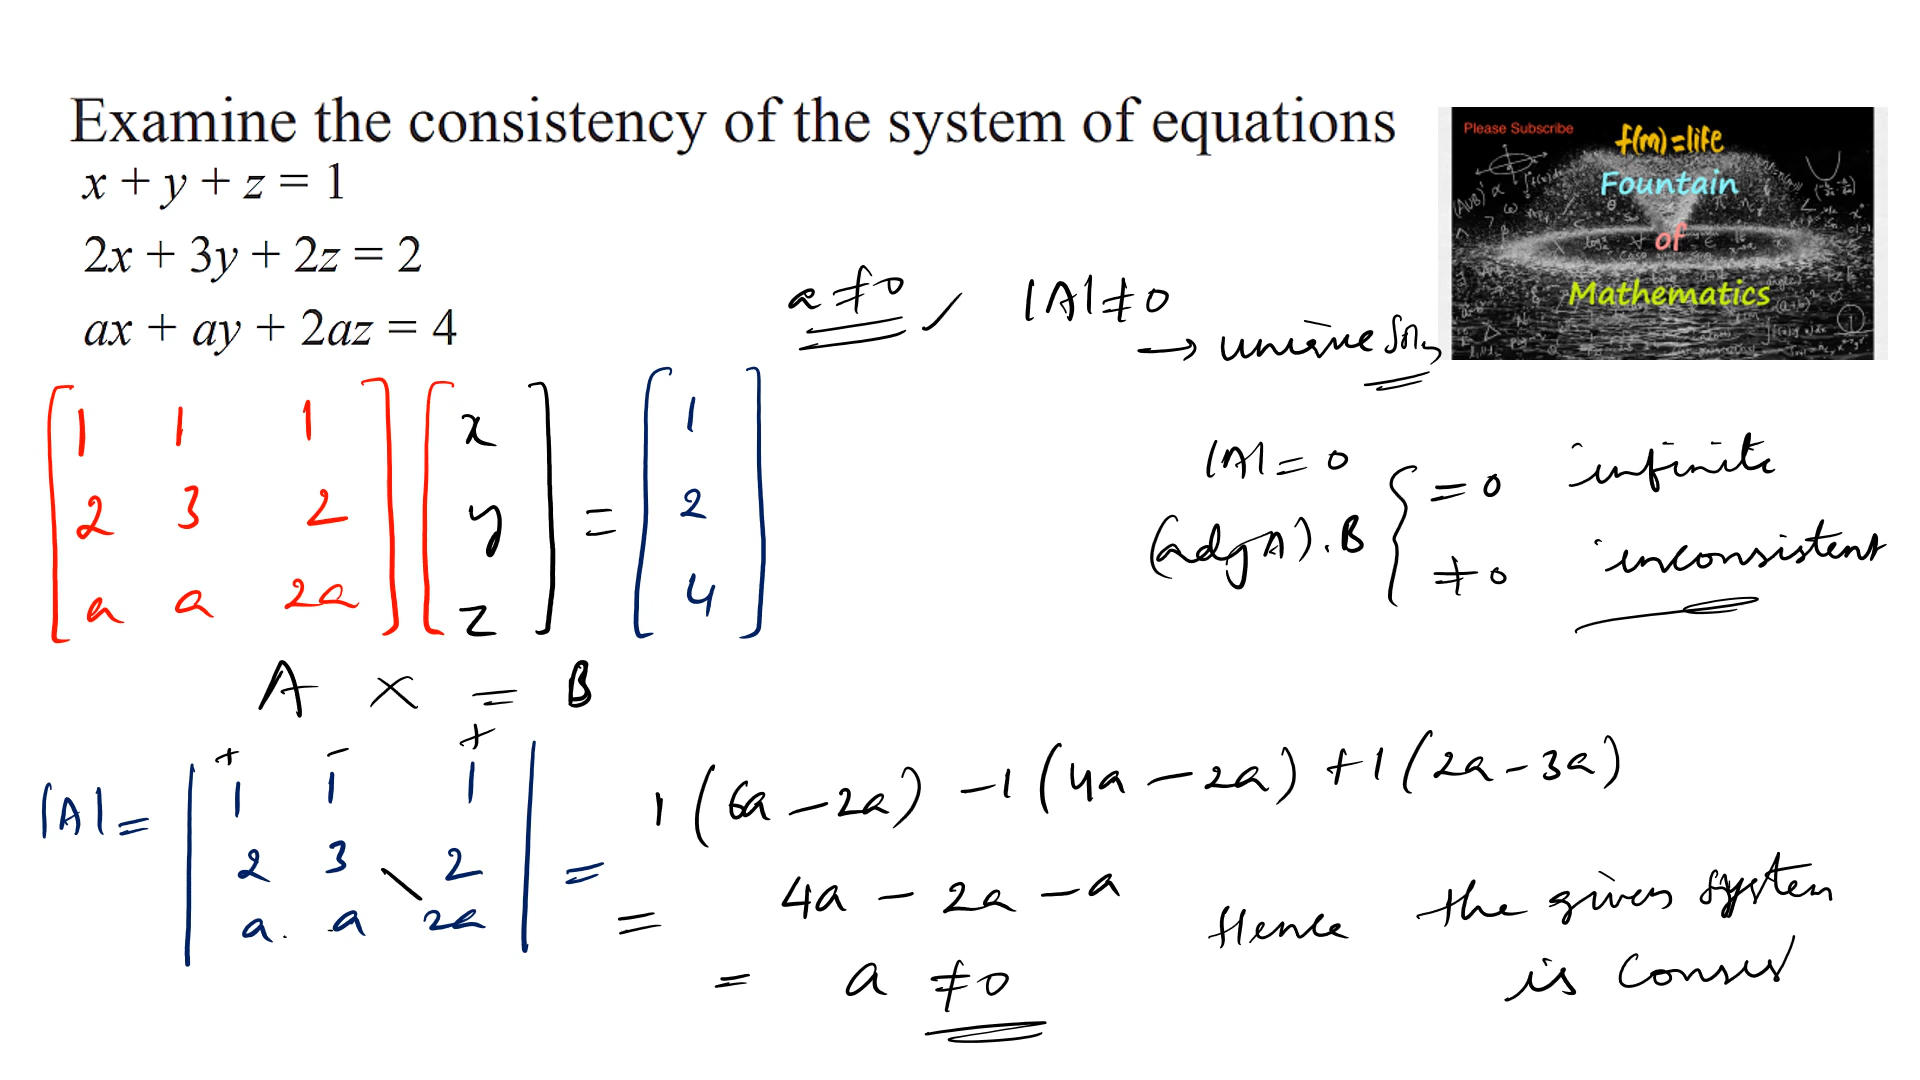 Examine the consistency of the system of equations
x + y + z = 1
2x + 3y + 2z = 2
ax + ay + 2az = 4
Please Subscribe
f(m)=life
Fountain
of
Mathematics
a ≠ 0, |A| ≠ 0
→ unique Soln
[1 1 1] [x] = [1]
[2 3 2] [y] = [2]
[a a 2a] [z] = [4]
A X = B
|A| = 0
(adj A).B { = 0 infinite
≠ 0 inconsistent
+ − +
|A| = |1 1 1|
|2 3 2|
|a a 2a|
= 1(6a − 2a) − 1(4a − 2a) + 1(2a − 3a)
= 4a − 2a − a
= a ≠ 0
Hence the given system
is Consist